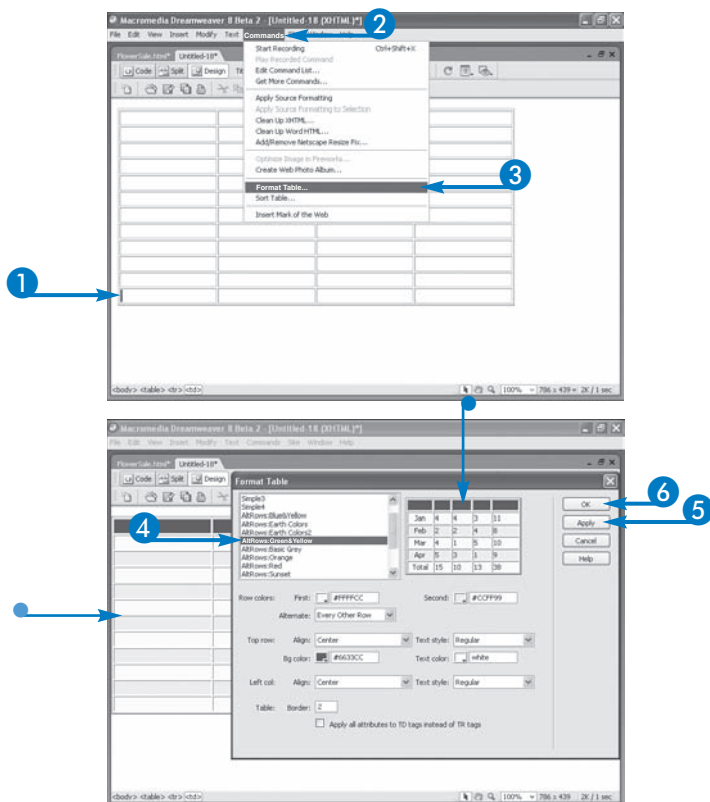 Macromedia Dreamweaver 8 Beta 2 - [Untitled-18 (XHTML)*]
2
File Edit View Insert Modify Text Commands Window Help
FlowerSale.html* Untitled-18*
Code Split Design
Start Recording Ctrl+Shift+X
Play Recorded Command
Edit Command List...
Get More Commands...
Apply Source Formatting
Apply Source Formatting to Selection
Clean Up XHTML...
Clean Up Word HTML...
Add/Remove Netscape Resize Fix...
Optimize Image in Fireworks...
Create Web Photo Album...
Format Table...
3
Sort Table...
Insert Mark of the Web
1
<body> <table> <tr> <td>
100% 786 x 439 2K / 1 sec
Macromedia Dreamweaver 8 Beta 2 - [Untitled-18 (XHTML)*]
File Edit View Insert Modify Text Commands Site Window Help
FlowerSale.html* Untitled-18*
Code Split Design
Format Table
Simple3
Simple4
AltRows:Blue&Yellow
AltRows:Earth Colors
AltRows:Earth Colors2
4
AltRows:Green&Yellow
AltRows:Basic Grey
AltRows:Orange
AltRows:Red
AltRows:Sunset
Jan 4 4 3 11
Feb 2 2 4 8
Mar 4 1 5 10
Apr 5 3 1 9
Total 15 10 13 38
OK
6
Apply
5
Cancel
Help
Row colors: First: #FFFFCC Second: #CCFF99
Alternate: Every Other Row
Top row: Align: Center Text style: Regular
Bg color: #6633CC Text color: white
Left col: Align: Center Text style: Regular
Table: Border: 2
Apply all attributes to TD tags instead of TR tags
<body> <table> <tr> <td>
100% 786 x 439 2K / 1 sec